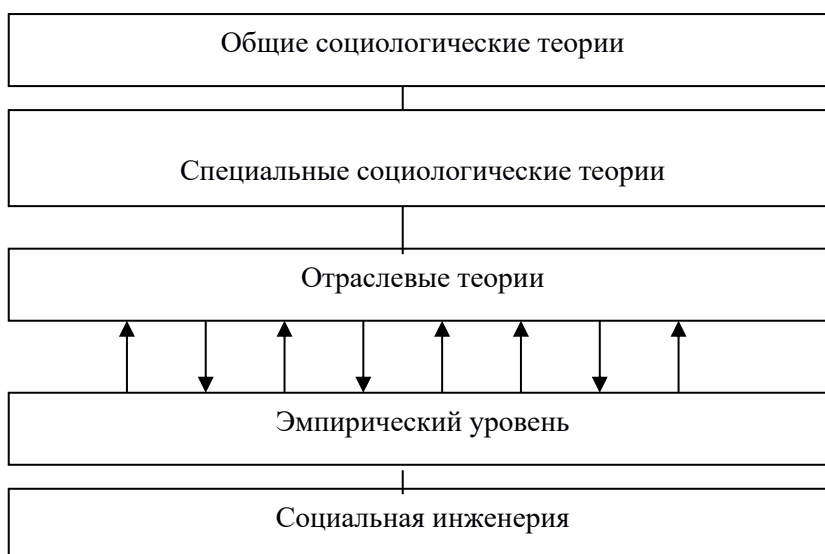 Общие социологические теории
Специальные социологические теории
Отраслевые теории
Эмпирический уровень
Социальная инженерия